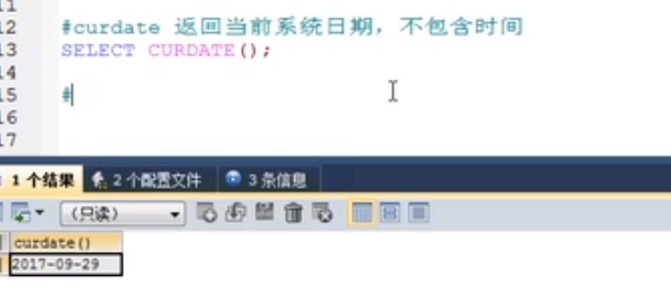 11
12 #curdate 返回当前系统日期，不包含时间
13 SELECT CURDATE();
14
15 #
16
17
1 个结果 2 个配置文件 3 条信息
(只读)
curdate()
2017-09-29